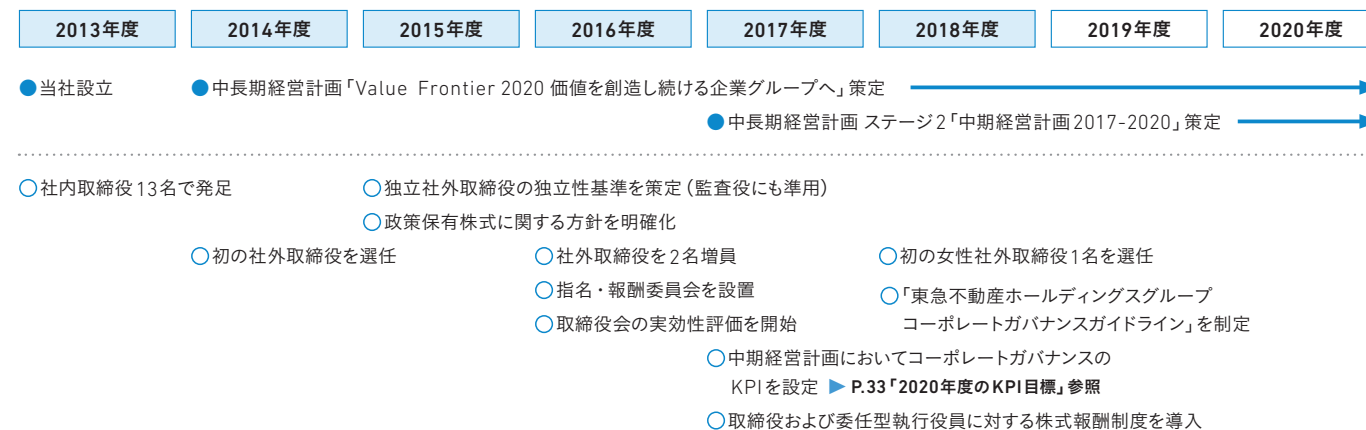 2013年度 2014年度 2015年度 2016年度 2017年度 2018年度 2019年度 2020年度
●当社設立 ●中長期経営計画「Value Frontier 2020 価値を創造し続ける企業グループへ」策定
●中長期経営計画 ステージ2「中期経営計画2017-2020」策定
○社内取締役13名で発足 ○独立社外取締役の独立性基準を策定(監査役にも準用)
○政策保有株式に関する方針を明確化
○初の社外取締役を選任 ○社外取締役を2名増員 ○初の女性社外取締役1名を選任
○指名・報酬委員会を設置 ○「東急不動産ホールディングスグループ
コーポレートガバナンスガイドライン」を制定
○取締役会の実効性評価を開始
○中期経営計画においてコーポレートガバナンスの
KPIを設定 ▶ P.33「2020年度のKPI目標」参照
○取締役および委任型執行役員に対する株式報酬制度を導入